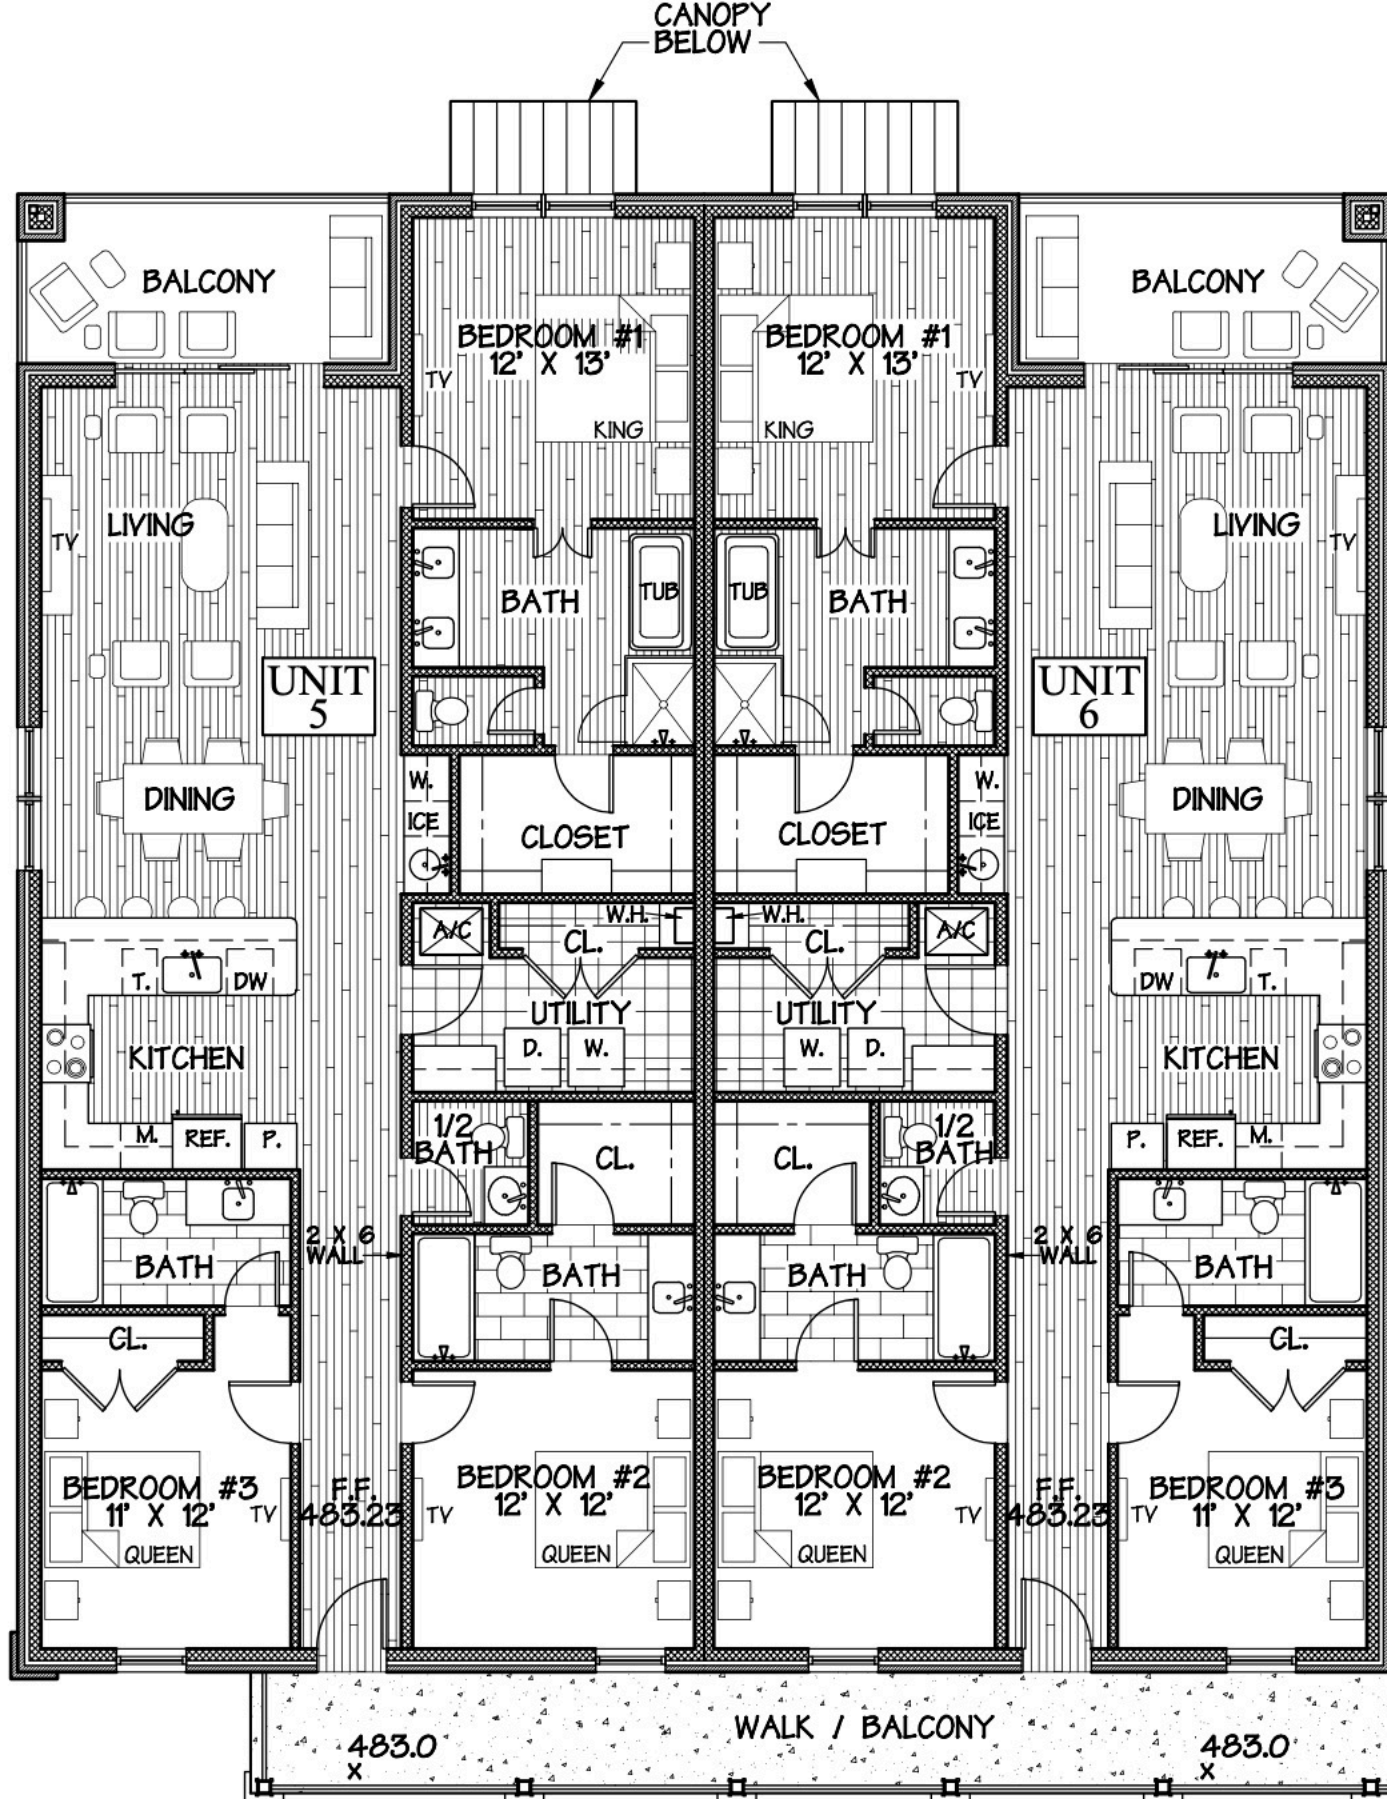 CANOPY
BELOW
BALCONY
BALCONY
BEDROOM #1
12' X 13'
BEDROOM #1
12' X 13'
TV
TV
KING
KING
LIVING
LIVING
TV
TV
TUB
TUB
BATH
BATH
UNIT
5
UNIT
6
W.
W.
DINING
DINING
ICE
ICE
CLOSET
CLOSET
W.H.
W.H.
A/C
A/C
CL.
CL.
T.
DW
DW
T.
UTILITY
UTILITY
D.
W.
W.
D.
KITCHEN
KITCHEN
M.
REF.
P.
P.
REF.
M.
1/2
BATH
1/2
BATH
CL.
CL.
2 X 6
WALL
2 X 6
WALL
BATH
BATH
BATH
BATH
CL.
CL.
BEDROOM #3
11' X 12'
TV
QUEEN
F.F.
483.23
BEDROOM #2
12' X 12'
TV
QUEEN
BEDROOM #2
12' X 12'
TV
QUEEN
F.F.
483.23
BEDROOM #3
11' X 12'
TV
QUEEN
WALK / BALCONY
483.0
X
483.0
X